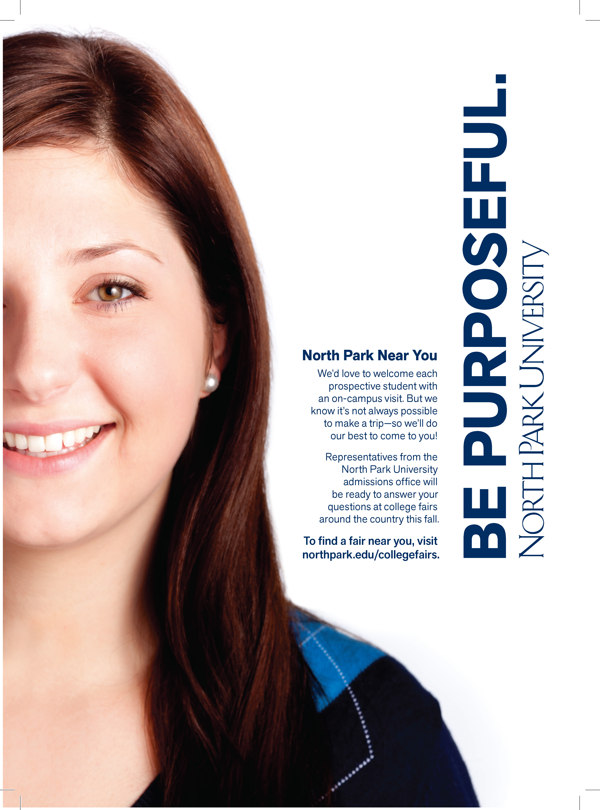 BE PURPOSEFUL.
NORTH PARK UNIVERSITY
North Park Near You
We'd love to welcome each
prospective student with
an on-campus visit. But we
know it's not always possible
to make a trip—so we'll do
our best to come to you!
Representatives from the
North Park University
admissions office will
be ready to answer your
questions at college fairs
around the country this fall.
To find a fair near you, visit
northpark.edu/collegefairs.